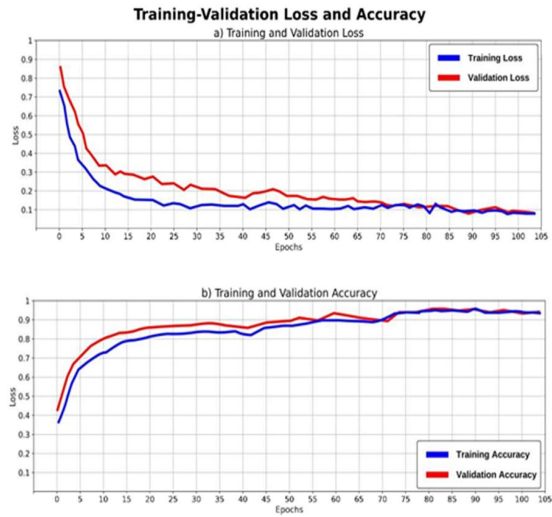 Training-Validation Loss and Accuracy
a) Training and Validation Loss
1
0.9
0.8
0.7
0.6
0.5
0.4
0.3
0.2
0.1
Loss
Training Loss
Validation Loss
0 5 10 15 20 25 30 35 40 45 50 55 60 65 70 75 80 85 90 95 100 105
Epochs
b) Training and Validation Accuracy
1
0.9
0.8
0.7
0.6
0.5
0.4
0.3
0.2
0.1
Loss
Training Accuracy
Validation Accuracy
0 5 10 15 20 25 30 35 40 45 50 55 60 65 70 75 80 85 90 95 100 105
Epochs